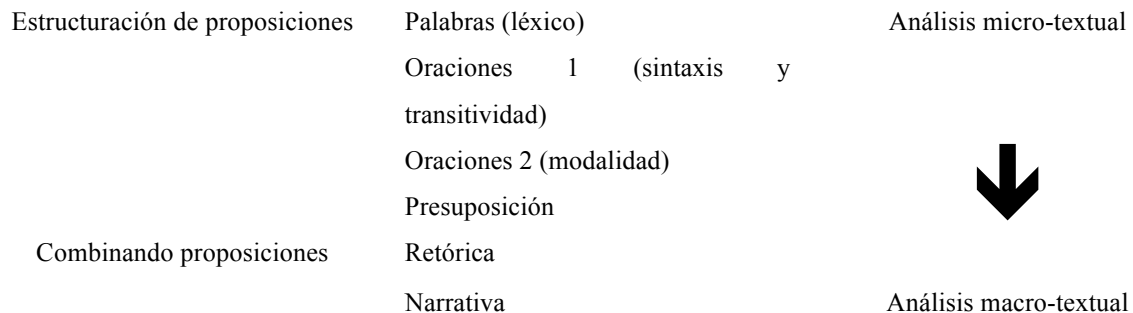 Estructuración de proposiciones Palabras (léxico) Análisis micro-textual
Oraciones 1 (sintaxis y
transitividad)
Oraciones 2 (modalidad)
Presuposición
Combinando proposiciones Retórica
Narrativa Análisis macro-textual